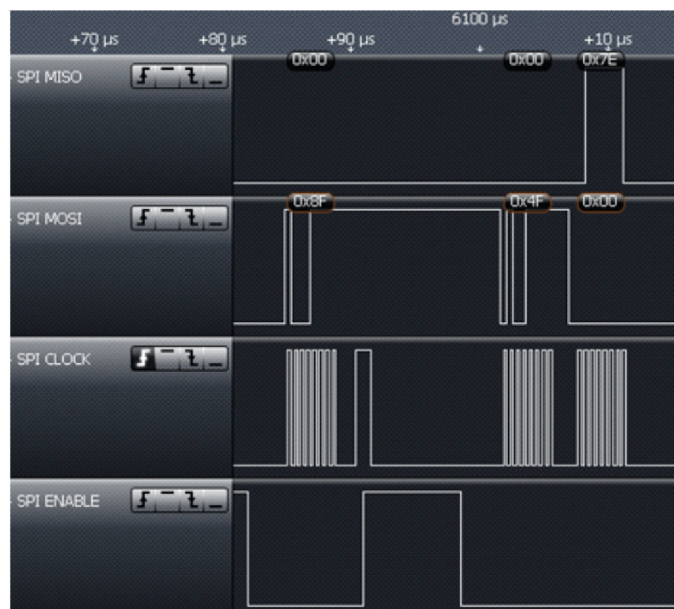 6100 µs
+70 µs +80 µs +90 µs +10 µs
SPI MISO 0x00 0x00 0x7E
SPI MOSI 0x8F 0x4F 0x00
SPI CLOCK
SPI ENABLE